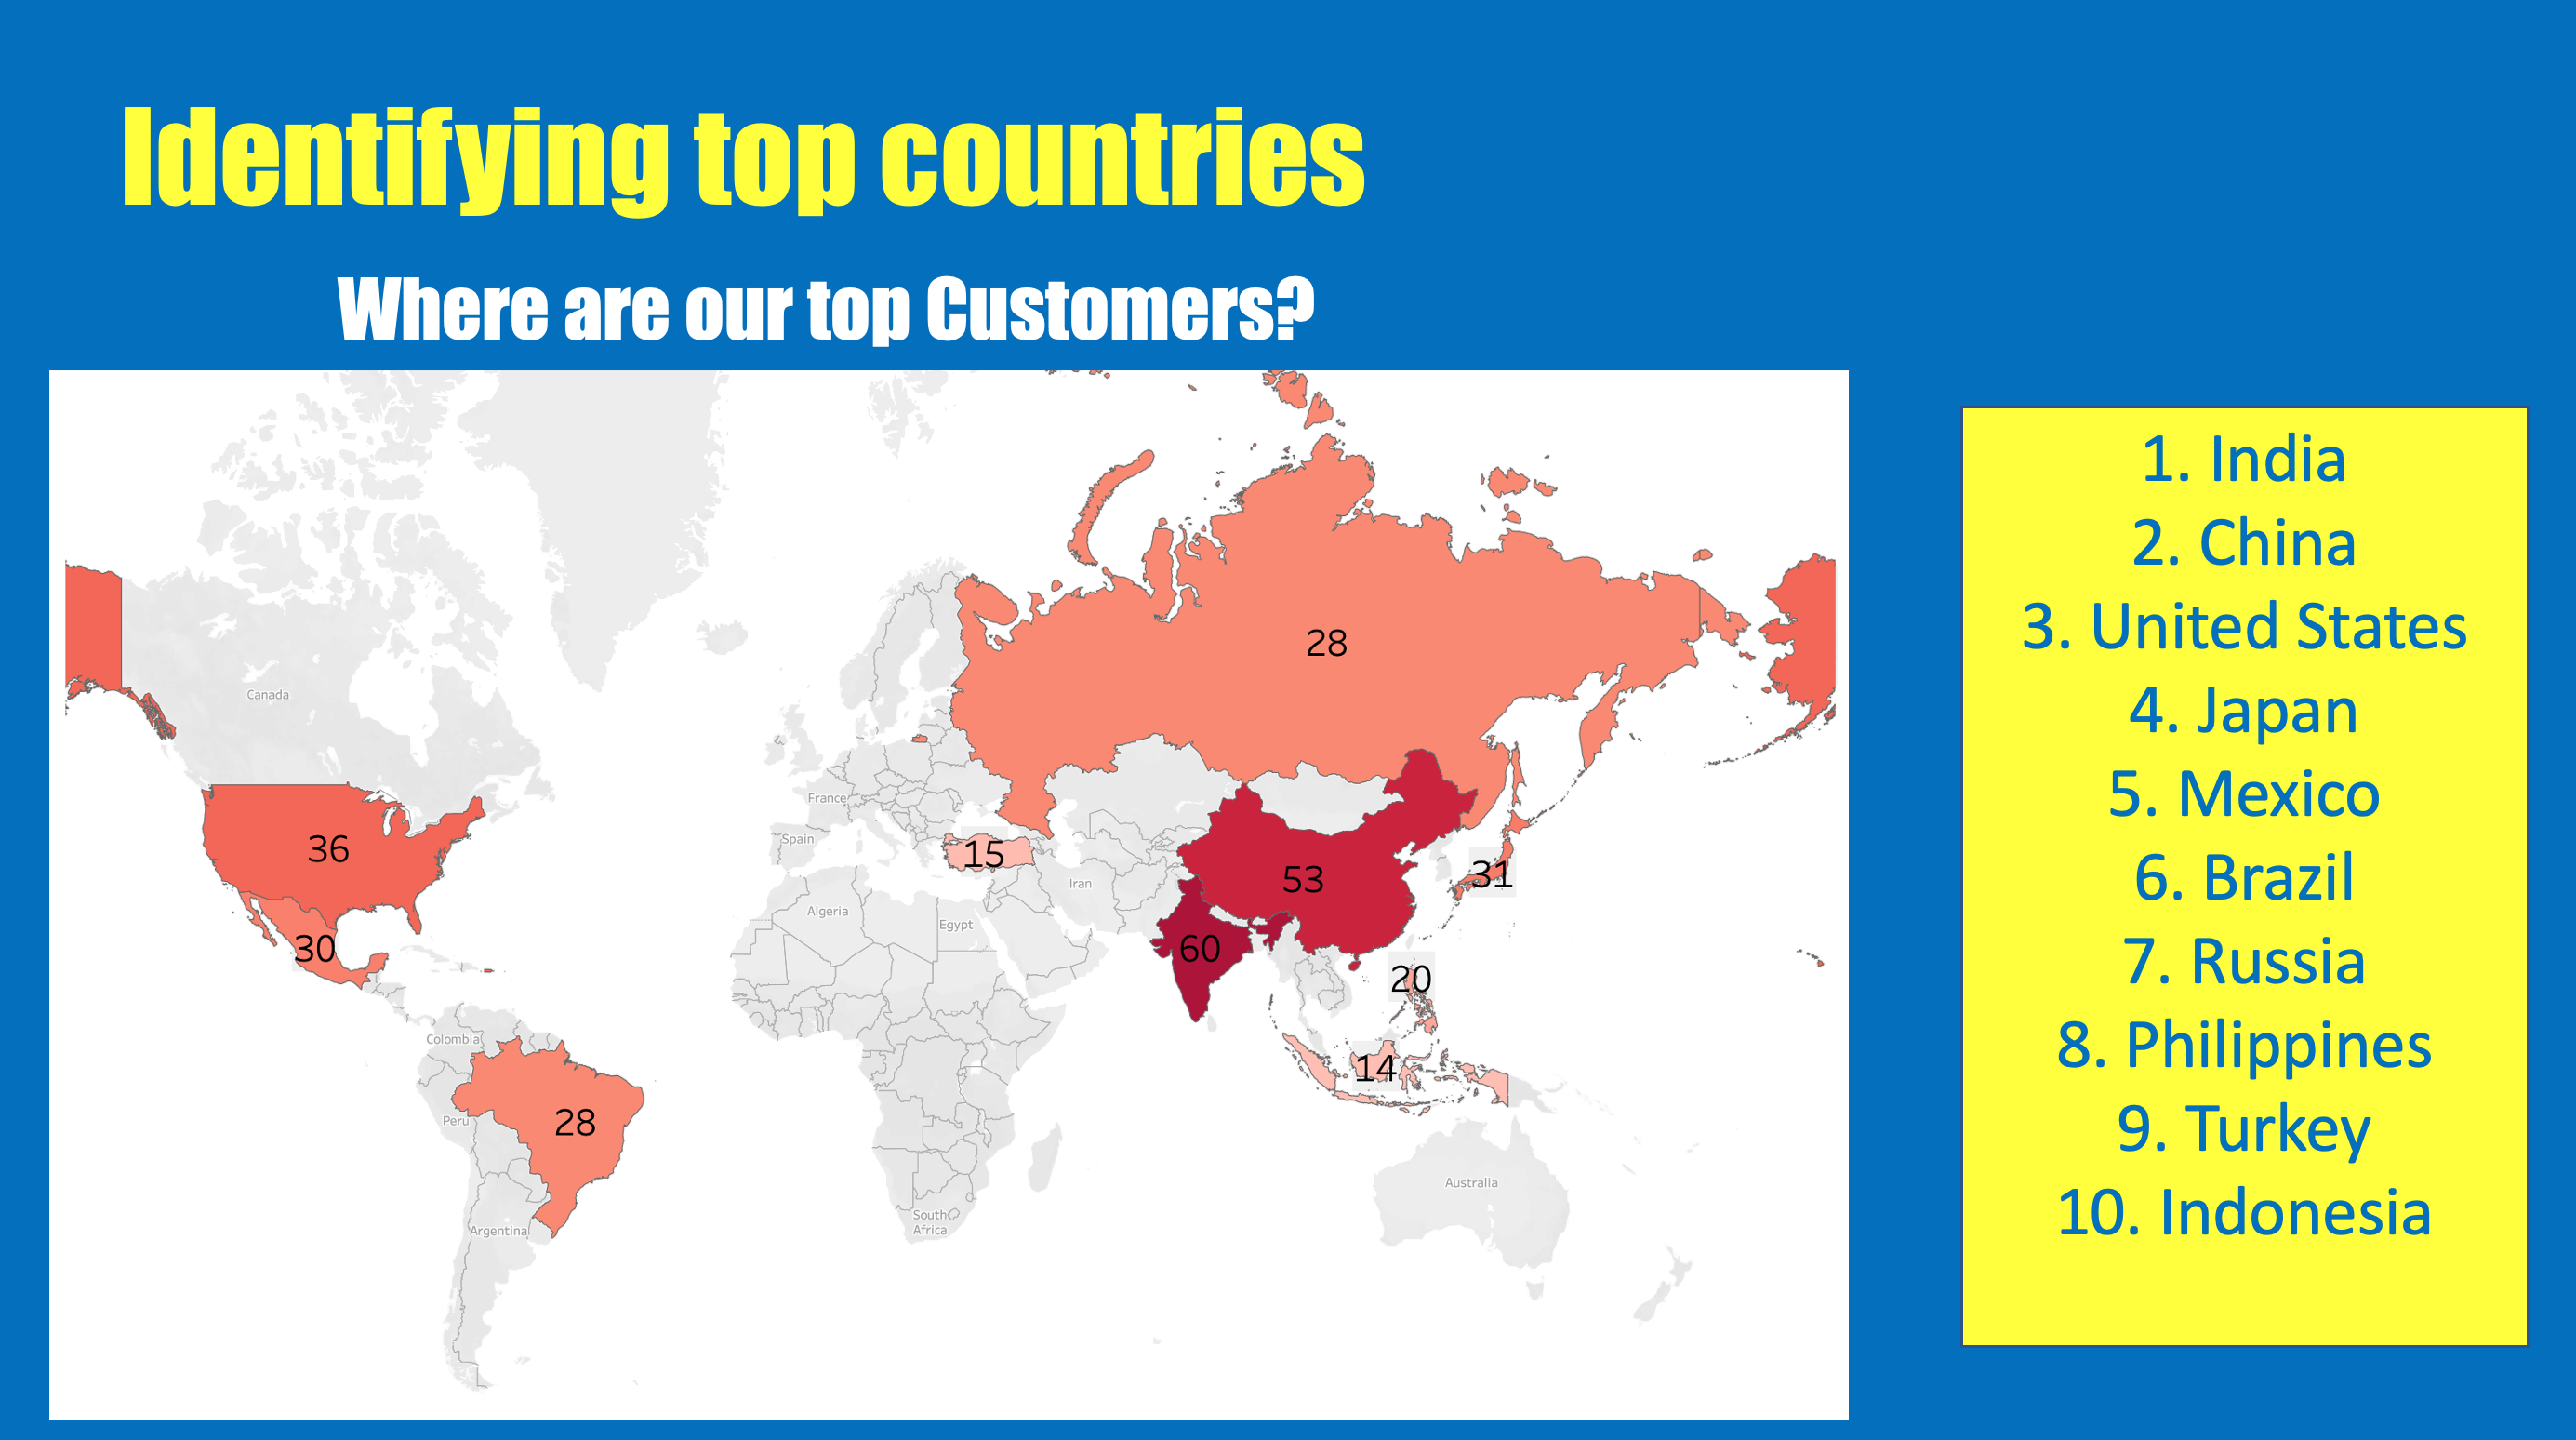 Identifying top countries
Where are our top Customers?
28
Canada
France
36
Spain
15
31
53
Iran
Algeria
Egypt
30
60
20
Colombia
14
Peru
28
Australia
South
Africa
Argentina
1. India
2. China
3. United States
4. Japan
5. Mexico
6. Brazil
7. Russia
8. Philippines
9. Turkey
10. Indonesia